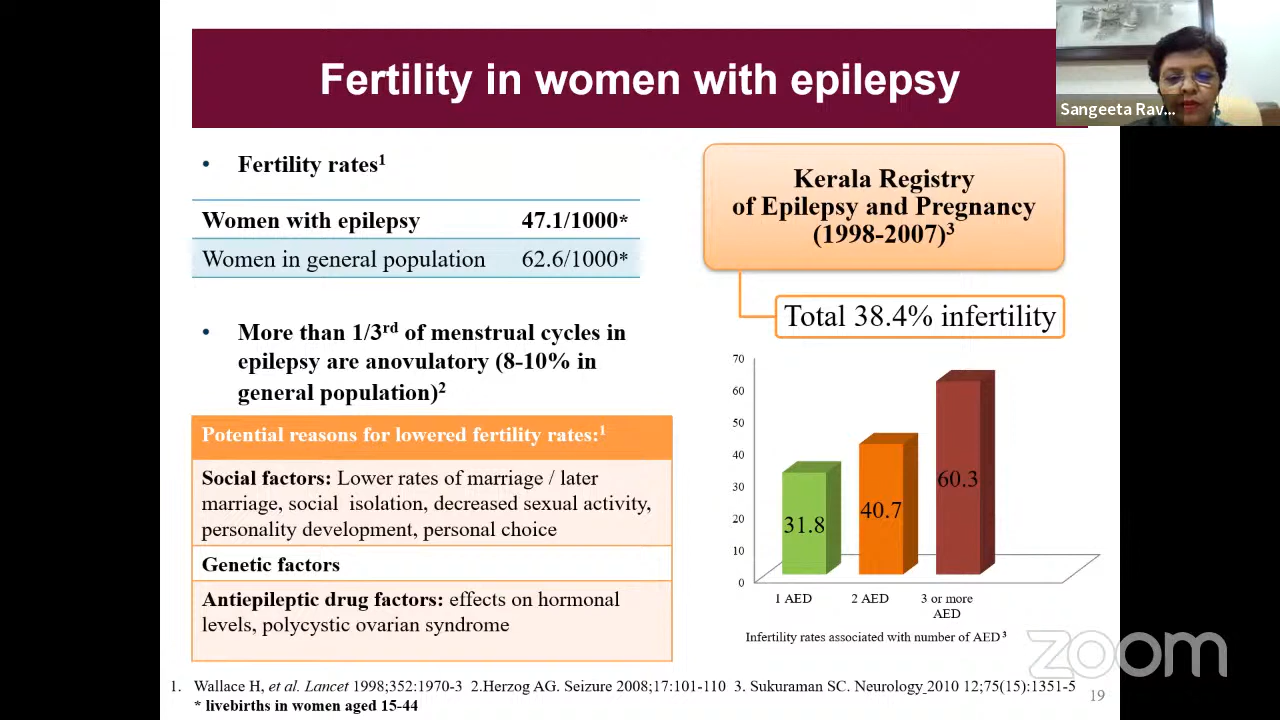 Fertility in women with epilepsy
Sangeeta Rav...
• Fertility rates1
Women with epilepsy 47.1/1000*
Women in general population 62.6/1000*
• More than 1/3rd of menstrual cycles in
epilepsy are anovulatory (8-10% in
general population)2
Potential reasons for lowered fertility rates:1
Social factors: Lower rates of marriage / later
marriage, social isolation, decreased sexual activity,
personality development, personal choice
Genetic factors
Antiepileptic drug factors: effects on hormonal
levels, polycystic ovarian syndrome
Kerala Registry
of Epilepsy and Pregnancy
(1998-2007)3
Total 38.4% infertility
70
60
50
40
30
20
10
0
31.8
40.7
60.3
1 AED 2 AED 3 or more
AED
Infertility rates associated with number of AED 3
zoom
1. Wallace H, et al. Lancet 1998;352:1970-3 2.Herzog AG. Seizure 2008;17:101-110 3. Sukuraman SC. Neurology 2010 12;75(15):1351-5
* livebirths in women aged 15-44
19